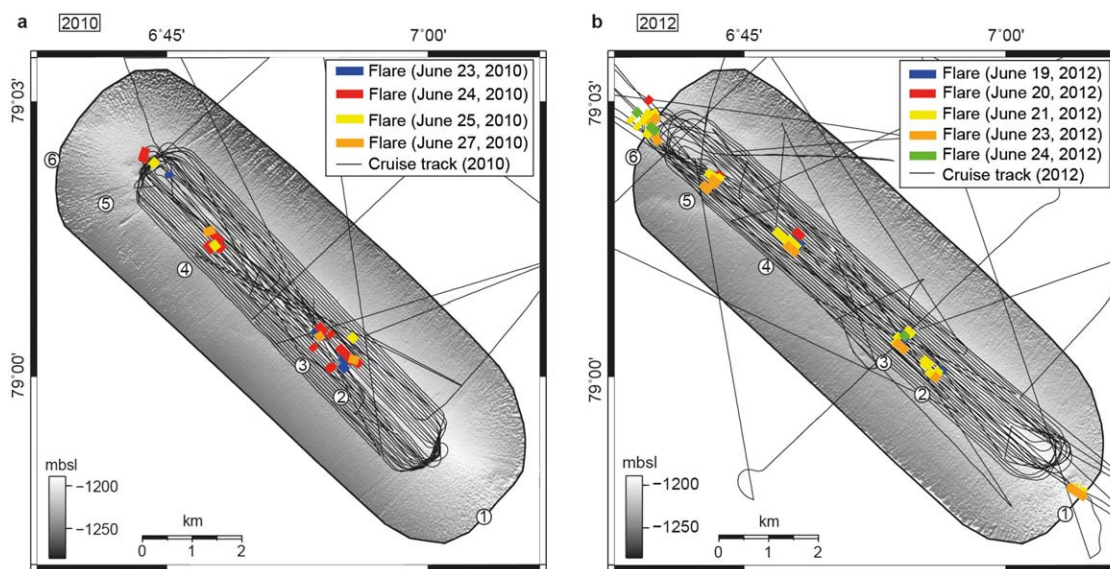 a
2010
6°45'
7°00'
Flare (June 23, 2010)
Flare (June 24, 2010)
Flare (June 25, 2010)
Flare (June 27, 2010)
Cruise track (2010)
79°03'
79°00'
6
5
4
3
2
1
mbsl
−1200
−1250
km
0 1 2
b
2012
6°45'
7°00'
Flare (June 19, 2012)
Flare (June 20, 2012)
Flare (June 21, 2012)
Flare (June 23, 2012)
Flare (June 24, 2012)
Cruise track (2012)
79°03'
79°00'
6
5
4
3
2
1
mbsl
−1200
−1250
km
0 1 2